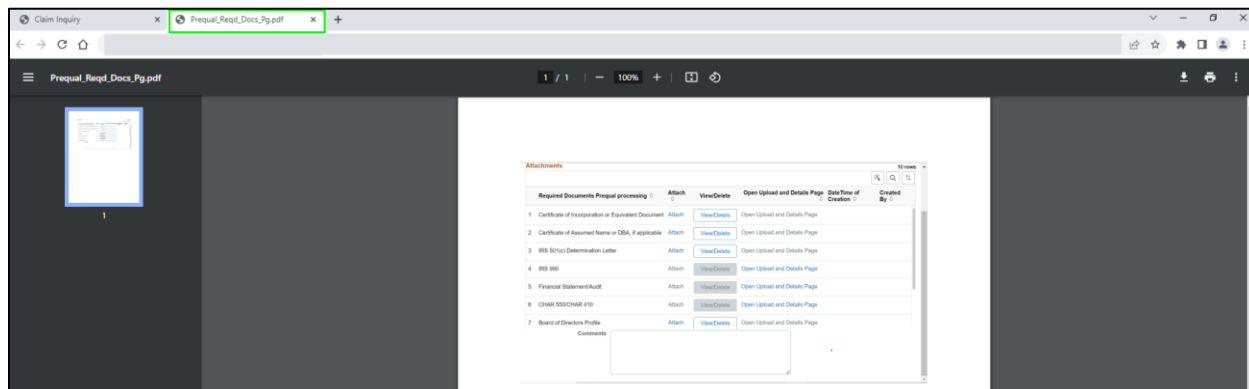 Claim Inquiry
Prequal_Reqd_Docs_Pg.pdf
Prequal_Reqd_Docs_Pg.pdf
1 / 1
100%
1
Attachments
10 rows
Required Documents Prequal processing
Attach
View/Delete
Open Upload and Details Page
Date/Time of Creation
Created By
1 Certificate of Incorporation or Equivalent Document Attach View/Delete Open Upload and Details Page
2 Certificate of Assumed Name or DBA, if applicable Attach View/Delete Open Upload and Details Page
3 IRS 501(c) Determination Letter Attach View/Delete Open Upload and Details Page
4 IRS 990 Attach View/Delete Open Upload and Details Page
5 Financial Statement/Audit Attach View/Delete Open Upload and Details Page
6 CHAR 500/CHAR 410 Attach View/Delete Open Upload and Details Page
7 Board of Directors Profile Attach View/Delete Open Upload and Details Page
Comments